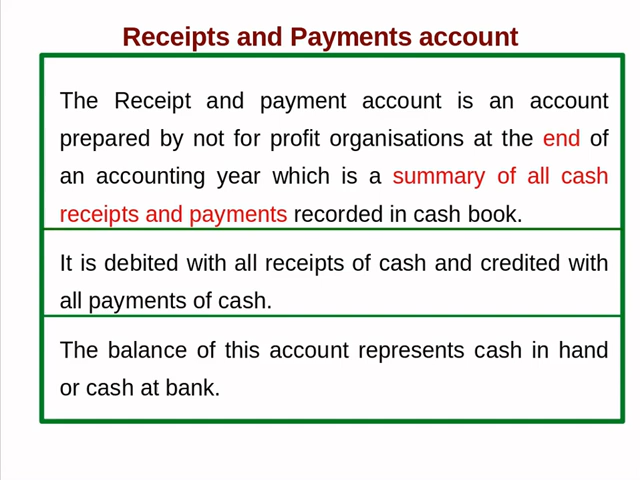 Receipts and Payments account
The Receipt and payment account is an account
prepared by not for profit organisations at the end of
an accounting year which is a summary of all cash
receipts and payments recorded in cash book.
It is debited with all receipts of cash and credited with
all payments of cash.
The balance of this account represents cash in hand
or cash at bank.